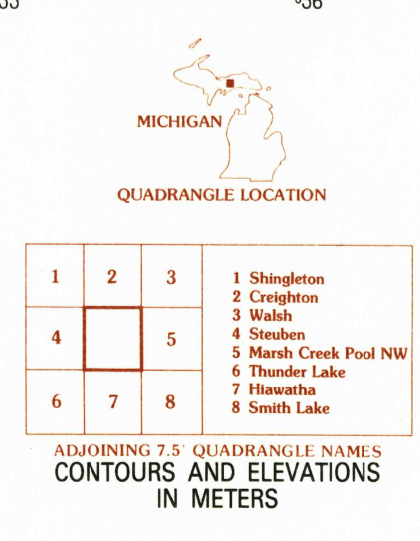 MICHIGAN
QUADRANGLE LOCATION
1 2 3
4 5
6 7 8
1 Shingleton
2 Creighton
3 Walsh
4 Steuben
5 Marsh Creek Pool NW
6 Thunder Lake
7 Hiawatha
8 Smith Lake
ADJOINING 7.5' QUADRANGLE NAMES
CONTOURS AND ELEVATIONS
IN METERS